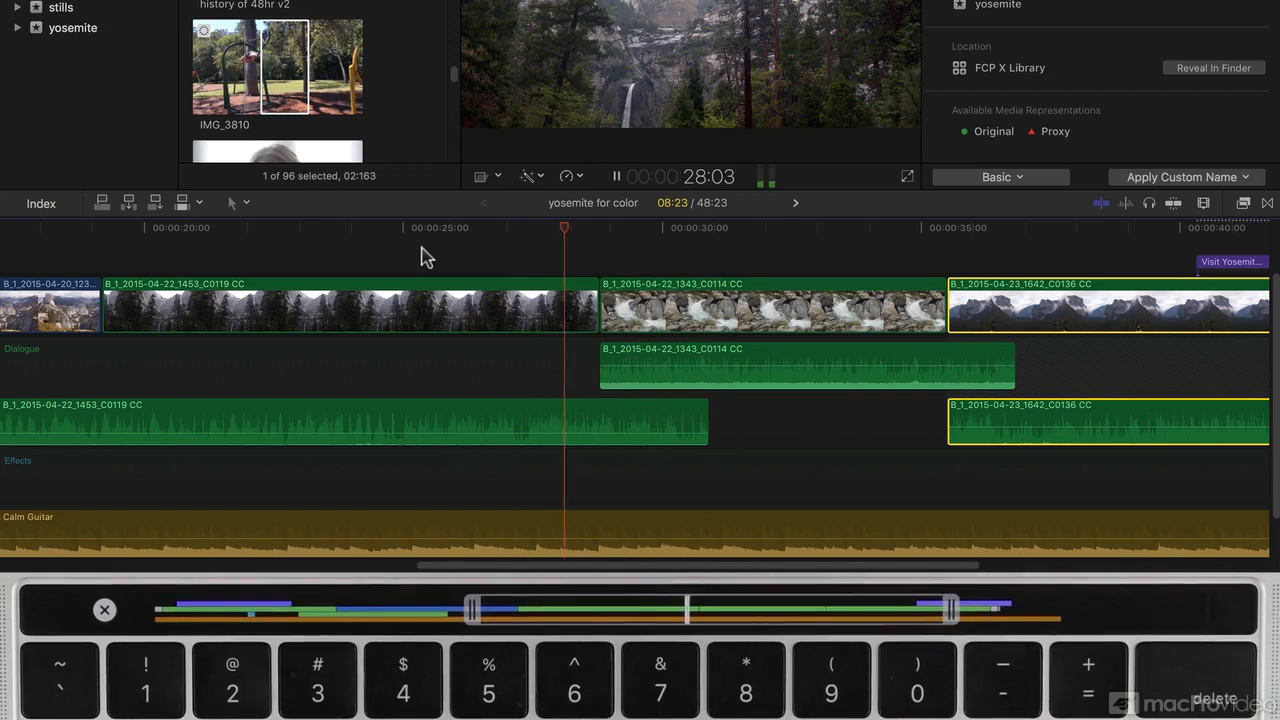 stills
yosemite
history of 48hr v2
IMG_3810
1 of 96 selected, 02:163
00:00:00:28:03
yosemite
Location
FCP X Library
Reveal In Finder
Available Media Representations
Original
Proxy
Basic
Apply Custom Name
Index
yosemite for color
08:23 / 48:23
00:00:20:00
00:00:25:00
00:00:30:00
00:00:35:00
00:00:40:00
Visit Yosemit...
B_1_2015-04-20_123...
B_1_2015-04-22_1453_C0119 CC
B_1_2015-04-22_1343_C0114 CC
B_1_2015-04-23_1642_C0136 CC
Dialogue
B_1_2015-04-22_1343_C0114 CC
B_1_2015-04-22_1453_C0119 CC
B_1_2015-04-23_1642_C0136 CC
Effects
Calm Guitar
~ ! @ # $ % ^ & * ( ) – +
` 1 2 3 4 5 6 7 8 9 0 - =
delete
macProVideo